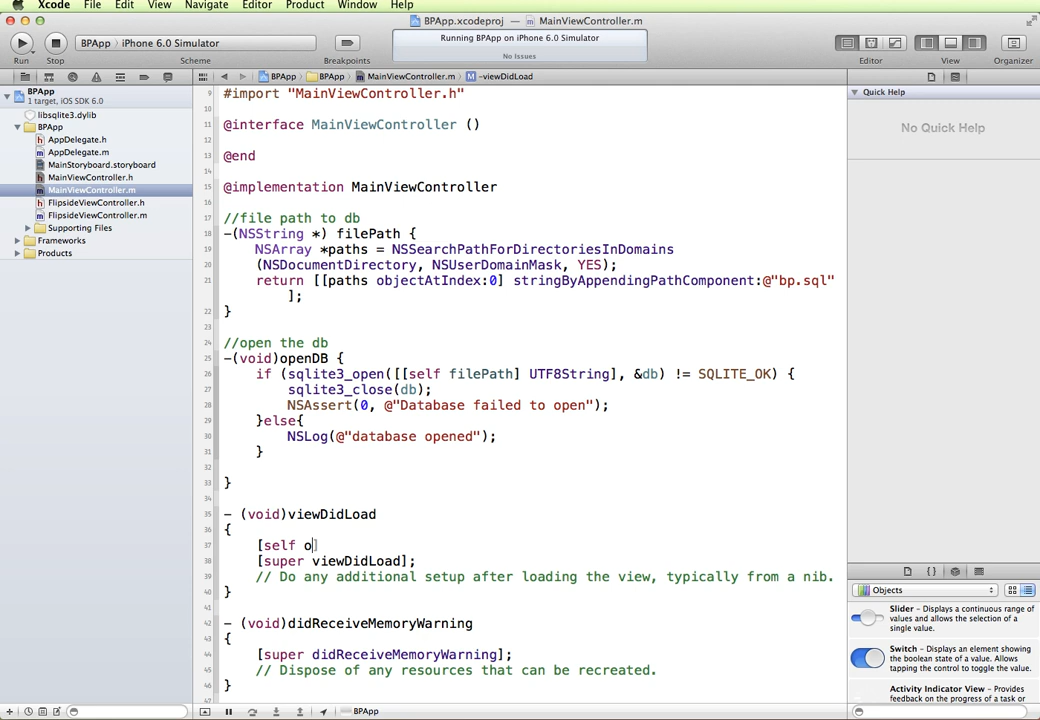 Xcode File Edit View Navigate Editor Product Window Help
BPApp.xcodeproj — MainViewController.m
BPApp iPhone 6.0 Simulator
Running BPApp on iPhone 6.0 Simulator
No Issues
Run Stop Scheme Breakpoints Editor View Organizer
BPApp BPApp MainViewController.m M -viewDidLoad
Quick Help
No Quick Help
BPApp
1 target, iOS SDK 6.0
libsqlite3.dylib
BPApp
AppDelegate.h
AppDelegate.m
MainStoryboard.storyboard
MainViewController.h
MainViewController.m
FlipsideViewController.h
FlipsideViewController.m
Supporting Files
Frameworks
Products
9 #import "MainViewController.h"
10
11 @interface MainViewController ()
12
13 @end
14
15 @implementation MainViewController
16
17 //file path to db
18 -(NSString *) filePath {
19 NSArray *paths = NSSearchPathForDirectoriesInDomains
20 (NSDocumentDirectory, NSUserDomainMask, YES);
21 return [[paths objectAtIndex:0] stringByAppendingPathComponent:@"bp.sql"
];
22 }
23
24 //open the db
25 -(void)openDB {
26 if (sqlite3_open([[self filePath] UTF8String], &db) != SQLITE_OK) {
27 sqlite3_close(db);
28 NSAssert(0, @"Database failed to open");
29 }else{
30 NSLog(@"database opened");
31 }
32
33 }
34
35 - (void)viewDidLoad
36 {
37 [self o]
38 [super viewDidLoad];
39 // Do any additional setup after loading the view, typically from a nib.
40 }
41
42 - (void)didReceiveMemoryWarning
43 {
44 [super didReceiveMemoryWarning];
45 // Dispose of any resources that can be recreated.
46 }
47
Objects
Slider - Displays a continuous range of
values and allows the selection of a
single value.
Switch - Displays an element showing
the boolean state of a value. Allows
tapping the control to toggle the value.
Activity Indicator View - Provides
feedback on the progress of a task or
BPApp